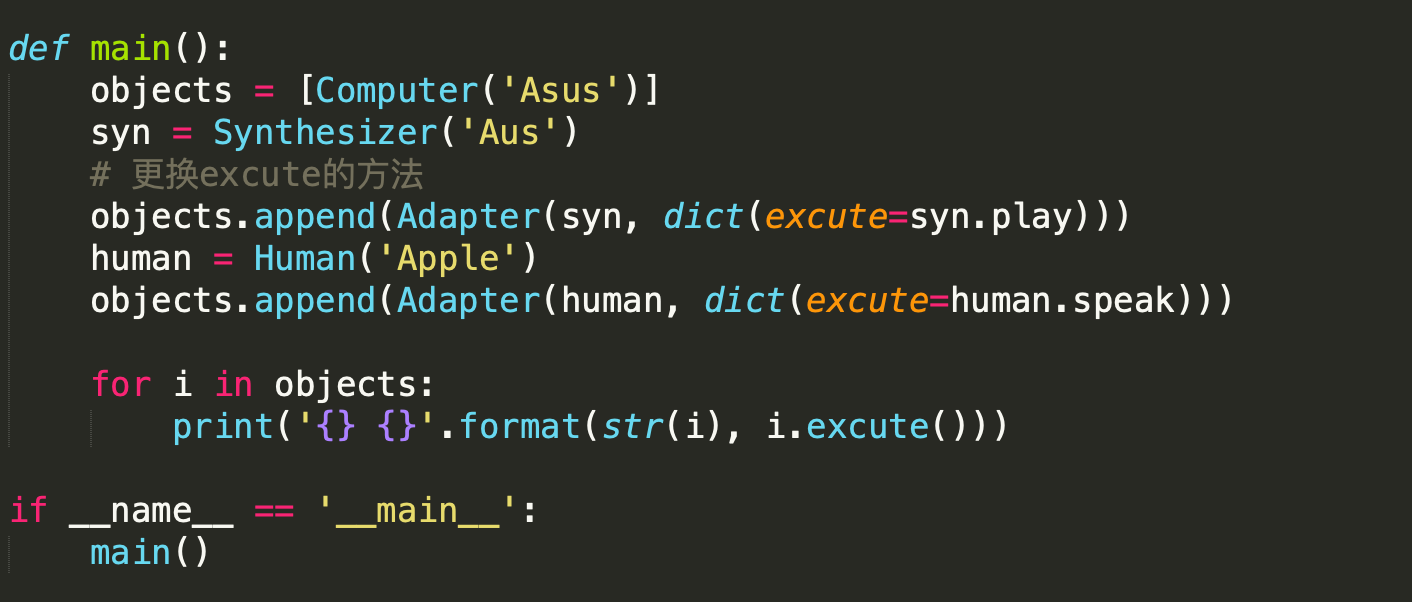 def main():
    objects = [Computer('Asus')]
    syn = Synthesizer('Aus')
    # 更换excute的方法
    objects.append(Adapter(syn, dict(excute=syn.play)))
    human = Human('Apple')
    objects.append(Adapter(human, dict(excute=human.speak)))
    for i in objects:
        print('{} {}'.format(str(i), i.excute()))
if __name__ == '__main__':
    main()